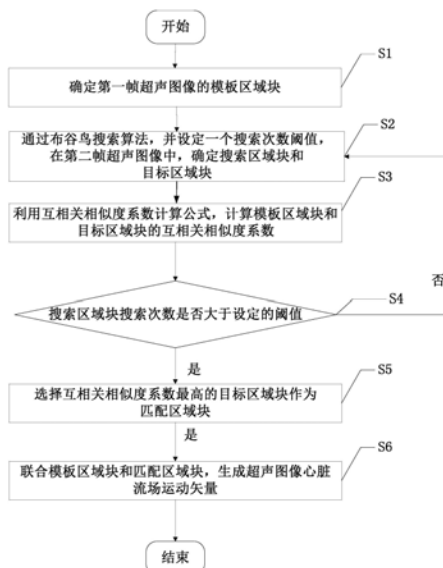 开始
S1
确定第一帧超声图像的模板区域块
S2
通过布谷鸟搜索算法，并设定一个搜索次数阈值，
在第二帧超声图像中，确定搜索区域块和
目标区域块
S3
利用互相关相似度系数计算公式，计算模板区域块和
目标区域块的互相关相似度系数
否
S4
搜索区域块搜索次数是否大于设定的阈值
是
S5
选择互相关相似度系数最高的目标区域块作为
匹配区域块
是
S6
联合模板区域块和匹配区域块，生成超声图像心脏
流场运动矢量
结束